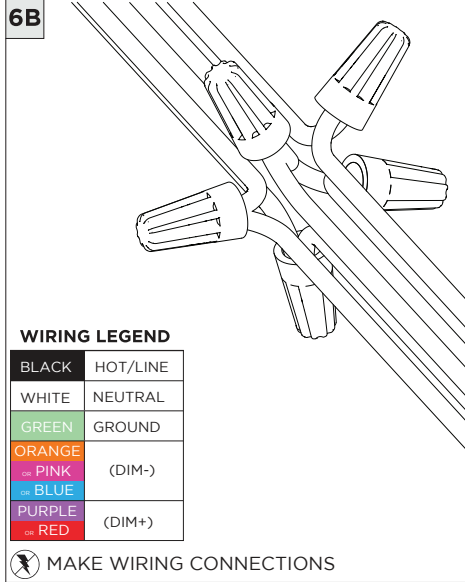 6B
WIRING LEGEND
BLACK HOT/LINE
WHITE NEUTRAL
GREEN GROUND
ORANGE
OR PINK (DIM-)
OR BLUE
PURPLE
OR RED (DIM+)
MAKE WIRING CONNECTIONS